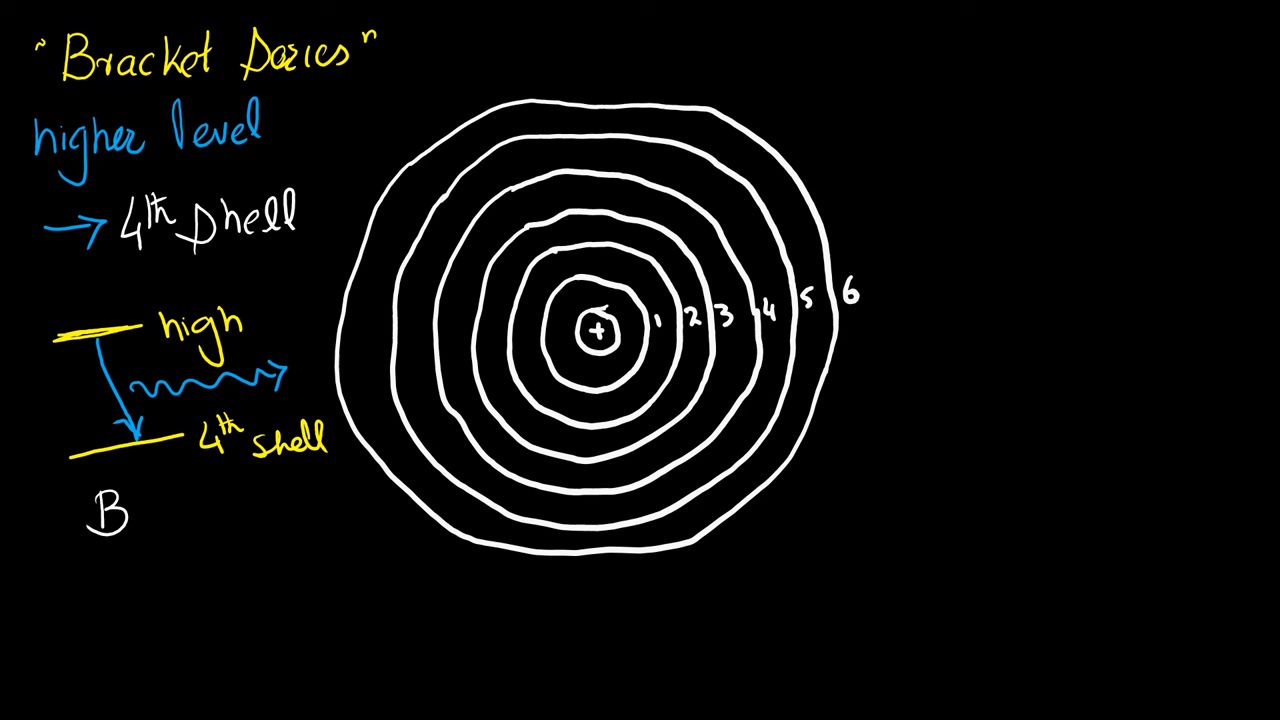 "Bracket Series"
higher level
→ 4th shell
high
4th shell
B
+ 1 2 3 4 5 6